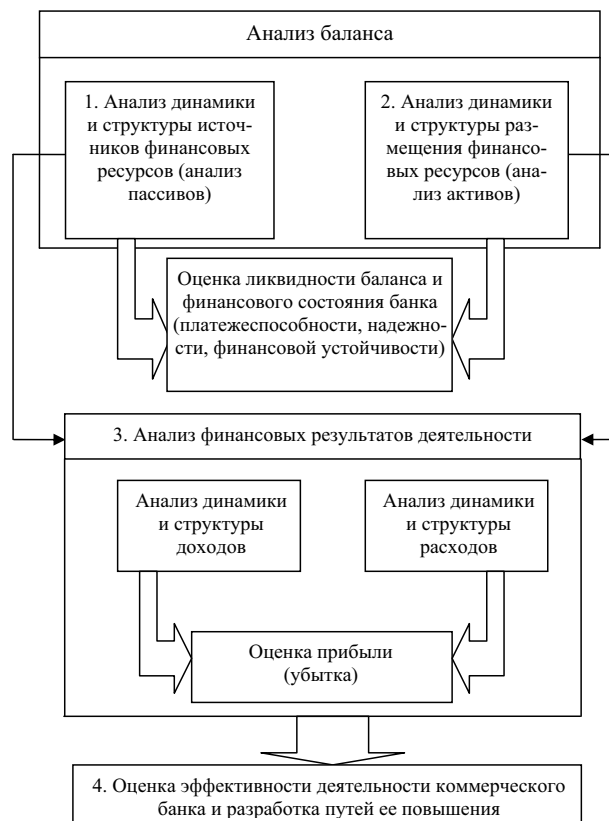 Анализ баланса
1. Анализ динамики
и структуры источ-
ников финансовых
ресурсов (анализ
пассивов)
2. Анализ динамики
и структуры раз-
мещения финансо-
вых ресурсов (ана-
лиз активов)
Оценка ликвидности баланса и
финансового состояния банка
(платежеспособности, надежно-
сти, финансовой устойчивости)
3. Анализ финансовых результатов деятельности
Анализ динамики
и структуры
доходов
Анализ динамики
и структуры
расходов
Оценка прибыли
(убытка)
4. Оценка эффективности деятельности коммерческого
банка и разработка путей ее повышения